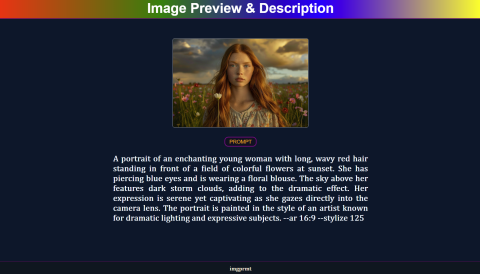 Image Preview & Description
PROMPT
A portrait of an enchanting young woman with long, wavy red hair
standing in front of a field of colorful flowers at sunset. She has
piercing blue eyes and is wearing a floral blouse. The sky above her
features dark storm clouds, adding to the dramatic effect. Her
expression is serene yet captivating as she gazes directly into the
camera lens. The portrait is painted in the style of an artist known
for dramatic lighting and expressive subjects. --ar 16:9 --stylize 125
imgprint